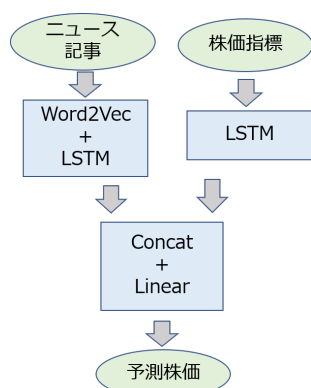 ニュース
記事
株価指標
Word2Vec
+
LSTM
LSTM
Concat
+
Linear
予測株価